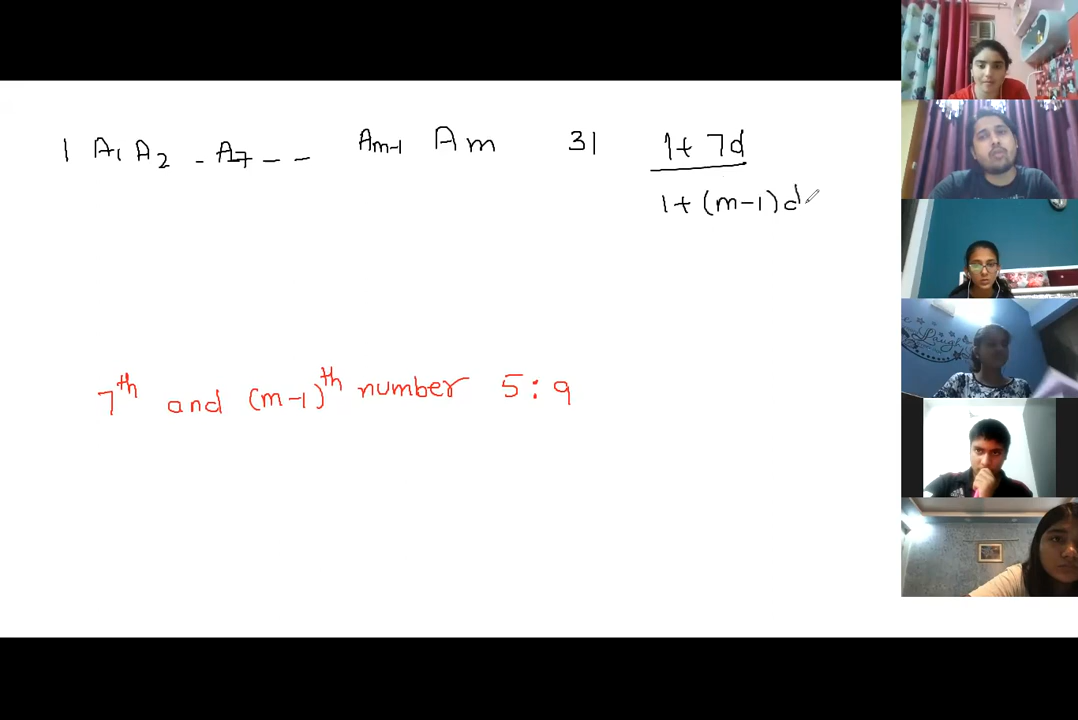 1 A₁ A₂ - A₇ - - Aₘ₋₁ Aₘ 31 1+ 7d
1+ (m-1)d
7ᵗʰ and (m-1)ᵗʰ number 5:9